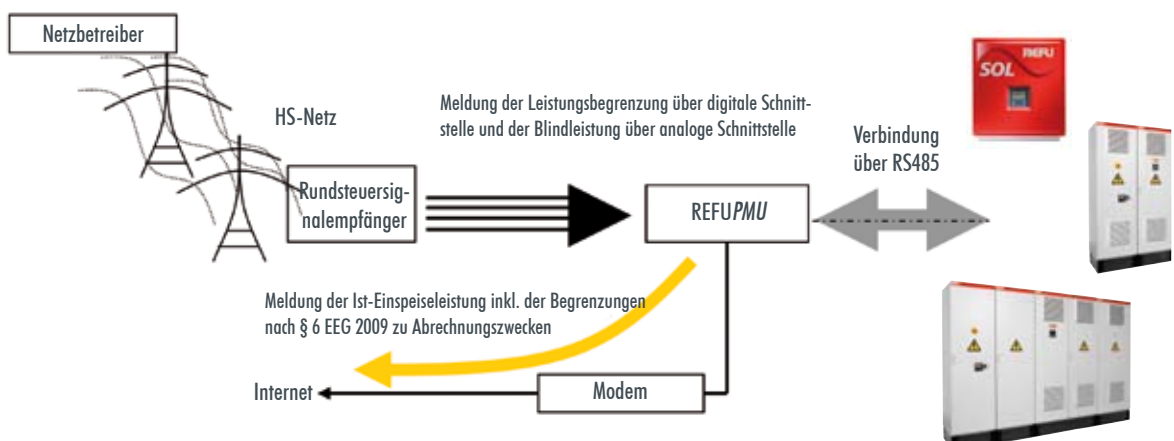 Netzbetreiber
HS-Netz
Rundsteuersig-
nalempfänger
Meldung der Leistungsbegrenzung über digitale Schnitt-
stelle und der Blindleistung über analoge Schnittstelle
REFUPMU
Verbindung
über RS485
REFU
SOL
Meldung der Ist-Einspeiseleistung inkl. der Begrenzungen
nach § 6 EEG 2009 zu Abrechnungszwecken
Internet
Modem